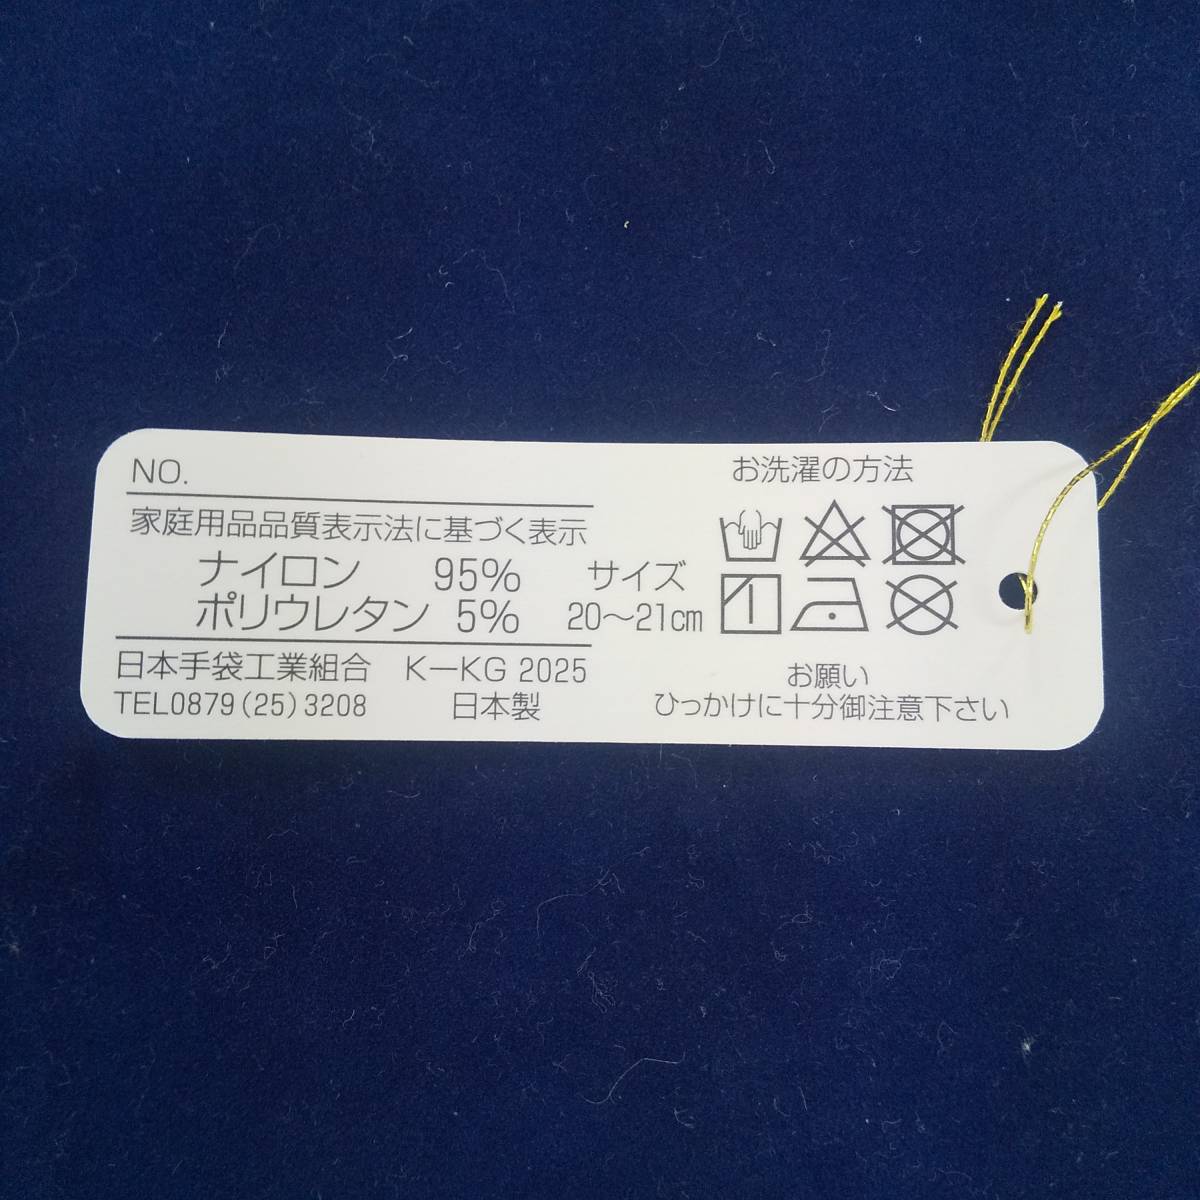 NO.
家庭用品品質表示法に基づく表示
ナイロン 95%
ポリウレタン 5%
サイズ
20～21cm
日本手袋工業組合 K－KG 2025
TEL0879(25)3208 日本製
お洗濯の方法
お願い
ひっかけに十分御注意下さい